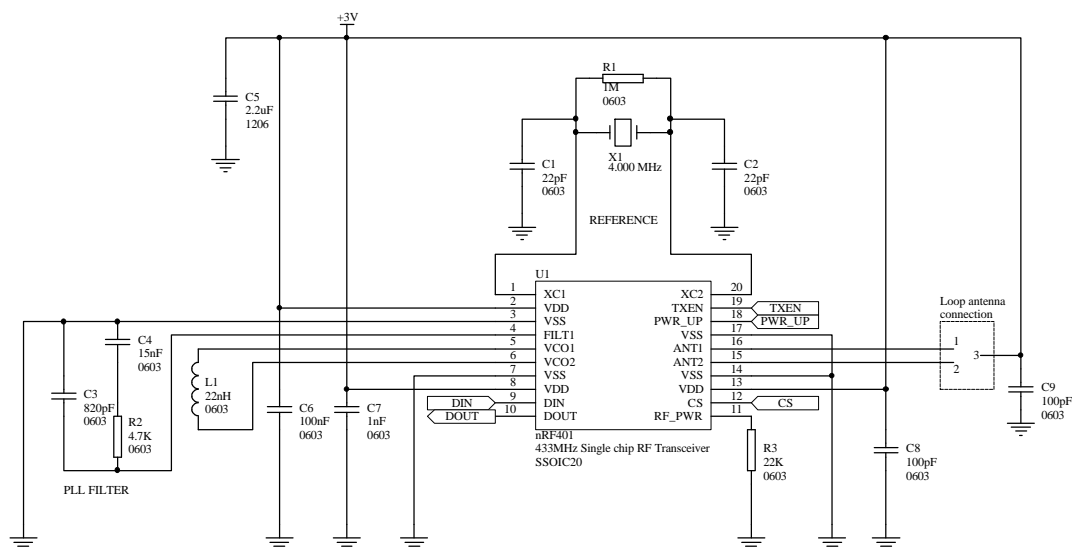 +3V
C5
2.2uF
1206
R1
1M
0603
X1
4.000 MHz
C1
22pF
0603
C2
22pF
0603
REFERENCE
U1
1 XC1 XC2 20
2 VDD TXEN 19 TXEN
3 VSS PWR_UP 18 PWR_UP
4 FILT1 VSS 17
5 VCO1 ANT1 16
6 VCO2 ANT2 15
7 VSS VSS 14
8 VDD VDD 13
DIN 9 DIN CS 12 CS
DOUT 10 DOUT RF_PWR 11
nRF401
433MHz Single chip RF Transceiver
SSOIC20
Loop antenna
connection
1
2
3
C4
15nF
0603
C3
820pF
0603
R2
4.7K
0603
L1
22nH
0603
C6
100nF
0603
C7
1nF
0603
R3
22K
0603
C8
100pF
0603
C9
100pF
0603
PLL FILTER